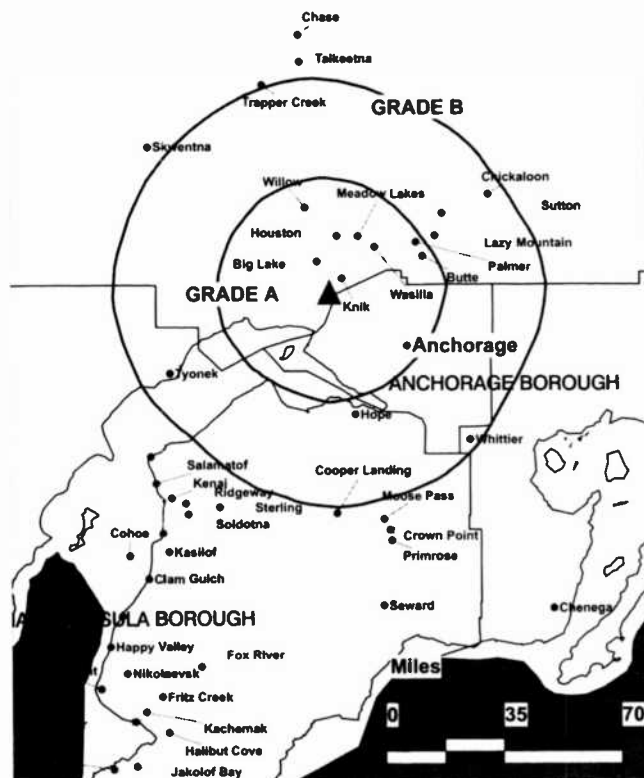 Chase
Talkeetna
Trapper Creek
GRADE B
Skwentna
Chickaloon
Willow
Meadow Lakes
Sutton
Houston
Lazy Mountain
Big Lake
Palmer
Butte
GRADE A
Wasilla
Knik
Anchorage
Tyonek
ANCHORAGE BOROUGH
Hope
Whittier
Salamatof
Cooper Landing
Kenai
Ridgeway
Moose Pass
Sterling
Soldotna
Cohoe
Crown Point
Kasilof
Primrose
Clam Gulch
Seward
Chenega
SULA BOROUGH
Happy Valley
Fox River
Miles
Nikolaevsk
Fritz Creek
0
35
70
Kachemak
Halibut Cove
Jakolof Bay